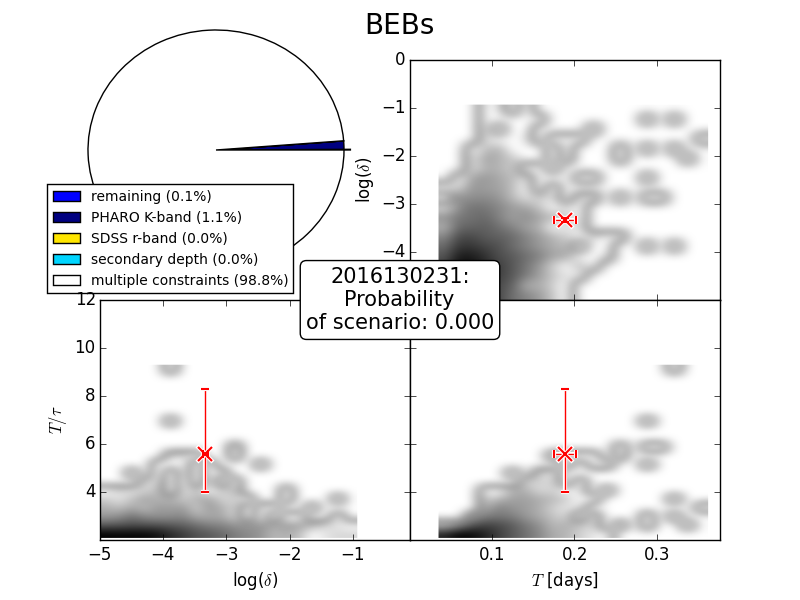 BEBs
0
−1
−2
−3
−4
log(δ)
remaining (0.1%)
PHARO K-band (1.1%)
SDSS r-band (0.0%)
secondary depth (0.0%)
multiple constraints (98.8%)
2016130231:
Probability
of scenario: 0.000
12
10
8
6
4
T/τ
−5 −4 −3 −2 −1
log(δ)
0.1 0.2 0.3
T [days]